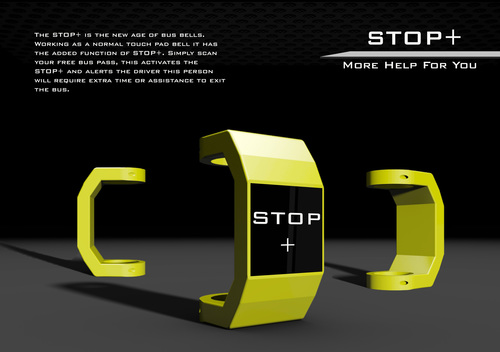 The STOP+ is the new age of bus bells.
Working as a normal touch pad bell it has
the added function of STOP+. Simply scan
your free bus pass, this activates the
STOP+ and alerts the driver this person
will require extra time or assistance to exit
the bus.
STOP+
More Help For You
STOP
+